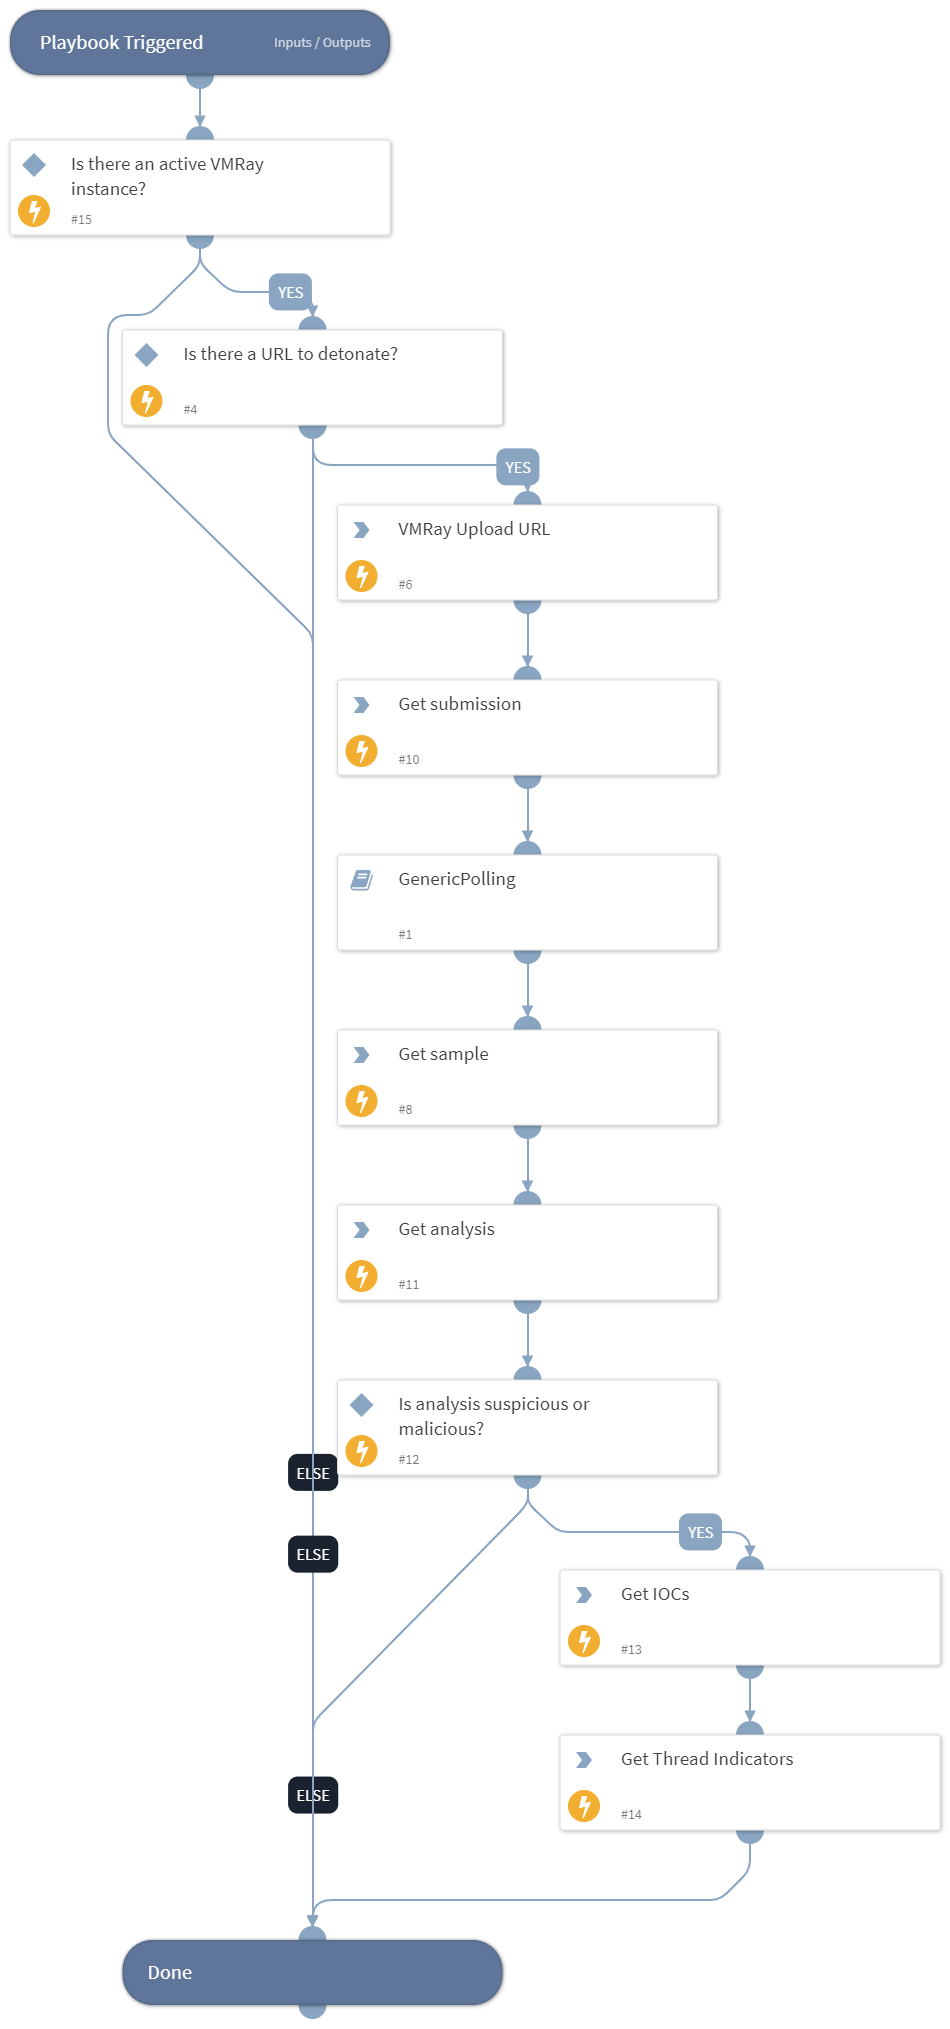 Playbook Triggered
Inputs / Outputs
Is there an active VMRay
instance?
#15
YES
Is there a URL to detonate?
#4
YES
VMRay Upload URL
#6
Get submission
#10
GenericPolling
#1
Get sample
#8
Get analysis
#11
Is analysis suspicious or
malicious?
#12
ELSE
YES
ELSE
Get IOCs
#13
Get Thread Indicators
#14
ELSE
Done